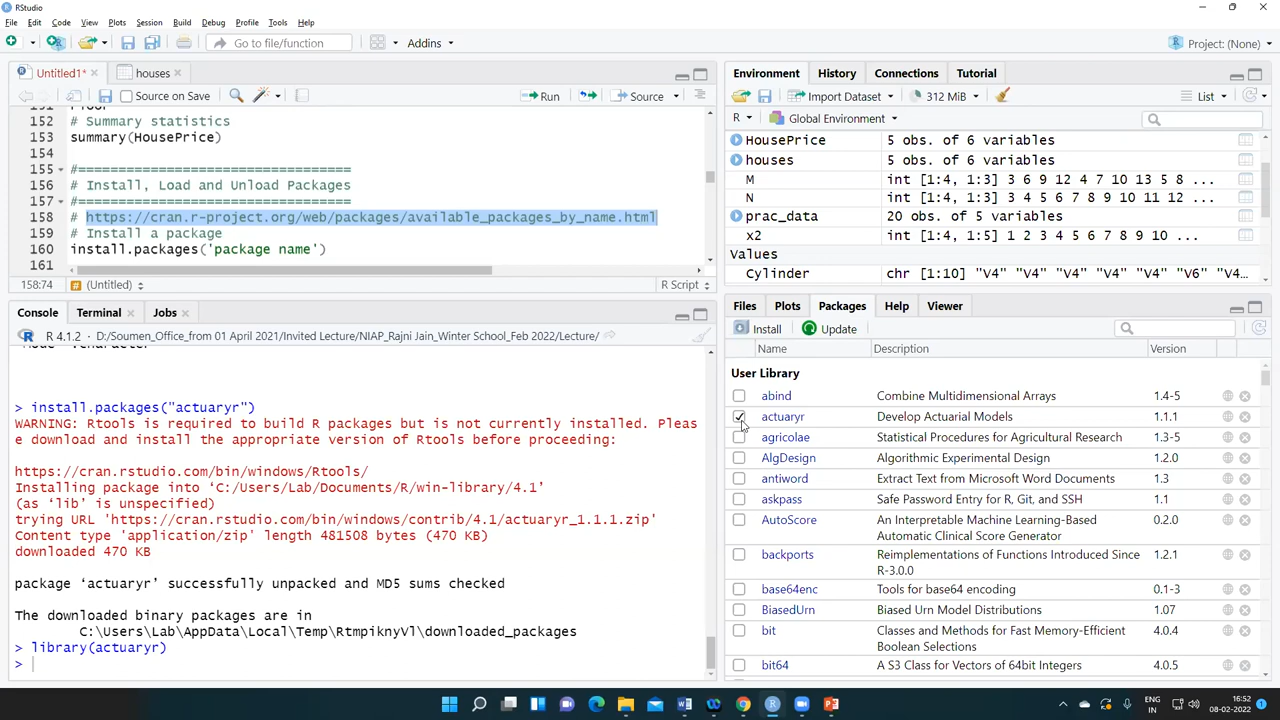 RStudio
File Edit Code View Plots Session Build Debug Profile Tools Help
Go to file/function Addins Project: (None)
Untitled1* houses
Source on Save Run Source
152 # Summary statistics
153 summary(HousePrice)
154
155 #==================================
156 # Install, Load and Unload Packages
157 #==================================
158 # https://cran.r-project.org/web/packages/available_packages_by_name.html
159 # Install a package
160 install.packages('package name')
161
158:74 (Untitled) R Script
Console Terminal Jobs
R 4.1.2 · D:/Soumen_Office_from 01 April 2021/Invited Lecture/NIAP_Rajni Jain_Winter School_Feb 2022/Lecture/
> install.packages("actuaryr")
WARNING: Rtools is required to build R packages but is not currently installed. Pleas
e download and install the appropriate version of Rtools before proceeding:
https://cran.rstudio.com/bin/windows/Rtools/
Installing package into ‘C:/Users/Lab/Documents/R/win-library/4.1’
(as ‘lib’ is unspecified)
trying URL 'https://cran.rstudio.com/bin/windows/contrib/4.1/actuaryr_1.1.1.zip'
Content type 'application/zip' length 481508 bytes (470 KB)
downloaded 470 KB
package ‘actuaryr’ successfully unpacked and MD5 sums checked
The downloaded binary packages are in
C:\Users\Lab\AppData\Local\Temp\RtmpiknyVl\downloaded_packages
> library(actuaryr)
>
Environment History Connections Tutorial
Import Dataset 312 MiB List
R Global Environment
HousePrice 5 obs. of 6 variables
houses 5 obs. of 6 variables
M int [1:4, 1:3] 3 6 9 12 4 7 10 13 5 8 ...
N int [1:4, 1:3] 6 7 8 9 8 9 10 11 12 ...
prac_data 20 obs. of 5 variables
x2 int [1:4, 1:5] 1 2 3 4 5 6 7 8 9 10 ...
Values
Cylinder chr [1:10] "V4" "V4" "V4" "V4" "V4" "V6" "V4…
Files Plots Packages Help Viewer
Install Update
Name Description Version
User Library
abind Combine Multidimensional Arrays 1.4-5
actuaryr Develop Actuarial Models 1.1.1
agricolae Statistical Procedures for Agricultural Research 1.3-5
AlgDesign Algorithmic Experimental Design 1.2.0
antiword Extract Text from Microsoft Word Documents 1.3
askpass Safe Password Entry for R, Git, and SSH 1.1
AutoScore An Interpretable Machine Learning-Based 0.2.0
Automatic Clinical Score Generator
backports Reimplementations of Functions Introduced Since 1.2.1
R-3.0.0
base64enc Tools for base64 encoding 0.1-3
BiasedUrn Biased Urn Model Distributions 1.07
bit Classes and Methods for Fast Memory-Efficient 4.0.4
Boolean Selections
bit64 A S3 Class for Vectors of 64bit Integers 4.0.5
ENG
IN
16:52
08-02-2022